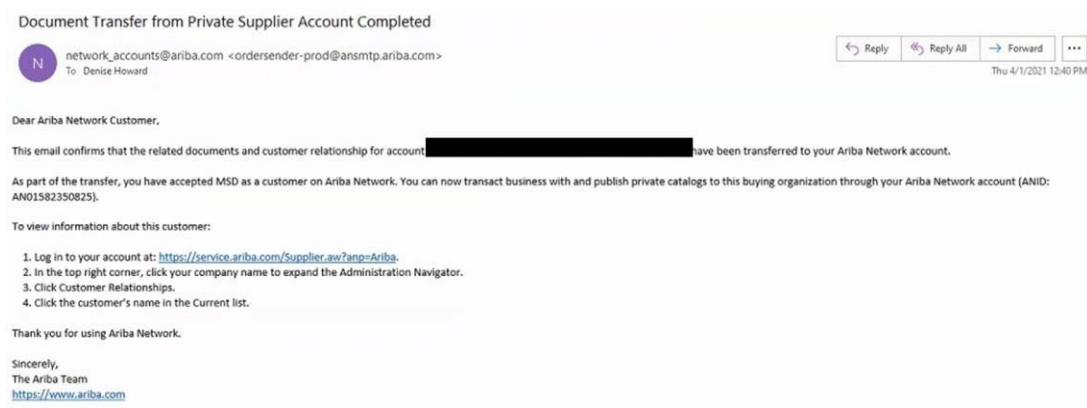 Document Transfer from Private Supplier Account Completed
N
network_accounts@ariba.com <ordersender-prod@ansmtp.ariba.com>
To Denise Howard
Reply Reply All Forward ...
Thu 4/1/2021 12:40 PM
Dear Ariba Network Customer,
This email confirms that the related documents and customer relationship for account have been transferred to your Ariba Network account.
As part of the transfer, you have accepted MSD as a customer on Ariba Network. You can now transact business with and publish private catalogs to this buying organization through your Ariba Network account (ANID:
AN01582350825).
To view information about this customer:
1. Log in to your account at: https://service.ariba.com/Supplier.aw?anp=Ariba.
2. In the top right corner, click your company name to expand the Administration Navigator.
3. Click Customer Relationships.
4. Click the customer's name in the Current list.
Thank you for using Ariba Network.
Sincerely,
The Ariba Team
https://www.ariba.com